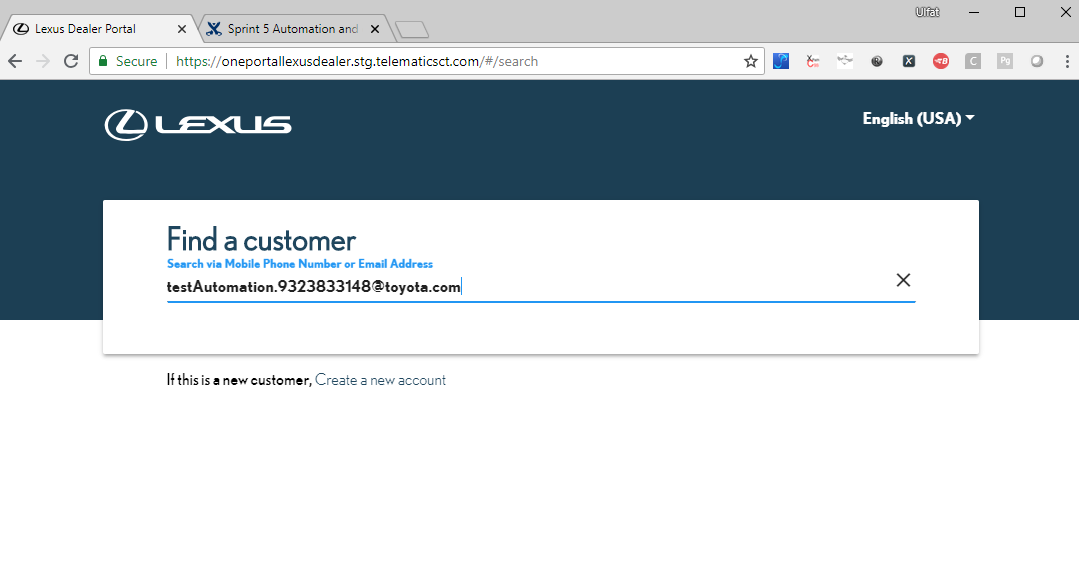 Ulfat
Lexus Dealer Portal
Sprint 5 Automation and
Secure
https://oneportallexusdealer.stg.telematicsct.com/#/search
X
B
C
Pg
LEXUS
English (USA)
Find a customer
Search via Mobile Phone Number or Email Address
testAutomation.9323833148@toyota.com
If this is a new customer, Create a new account